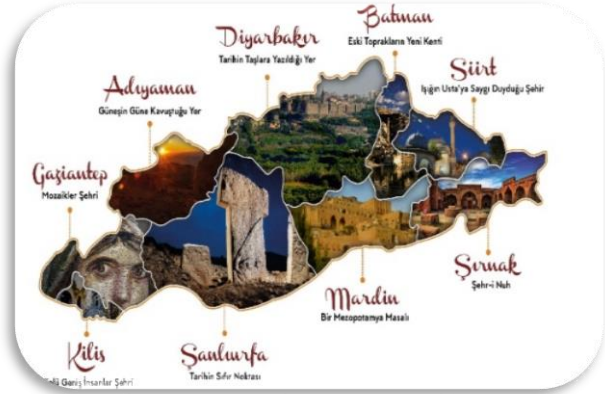 Batman
Eski Toprakların Yeni Kenti
Diyarbakır
Tarihin Taşlara Yazıldığı Yer
Siirt
Işığın Usta'ya Saygı Duyduğu Şehir
Adıyaman
Güneşin Güne Kavuştuğu Yer
Gaziantep
Mozaikler Şehri
Şırnak
Şehr-i Nuh
Mardin
Bir Mezopotamya Masalı
Kilis
Geniş İnsanlar Şehri
Şanlıurfa
Tarihin Sıfır Noktası